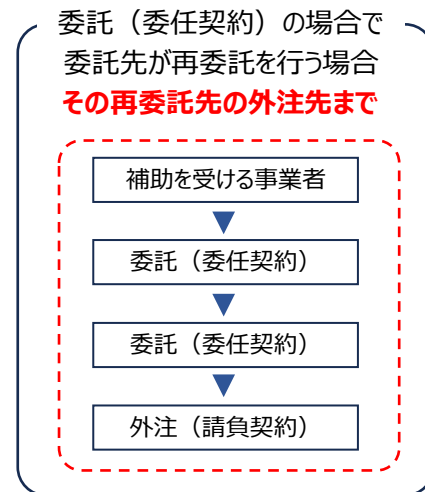 委託（委任契約）の場合で
委託先が再委託を行う場合
その再委託先の外注先まで
補助を受ける事業者
委託（委任契約）
委託（委任契約）
外注（請負契約）